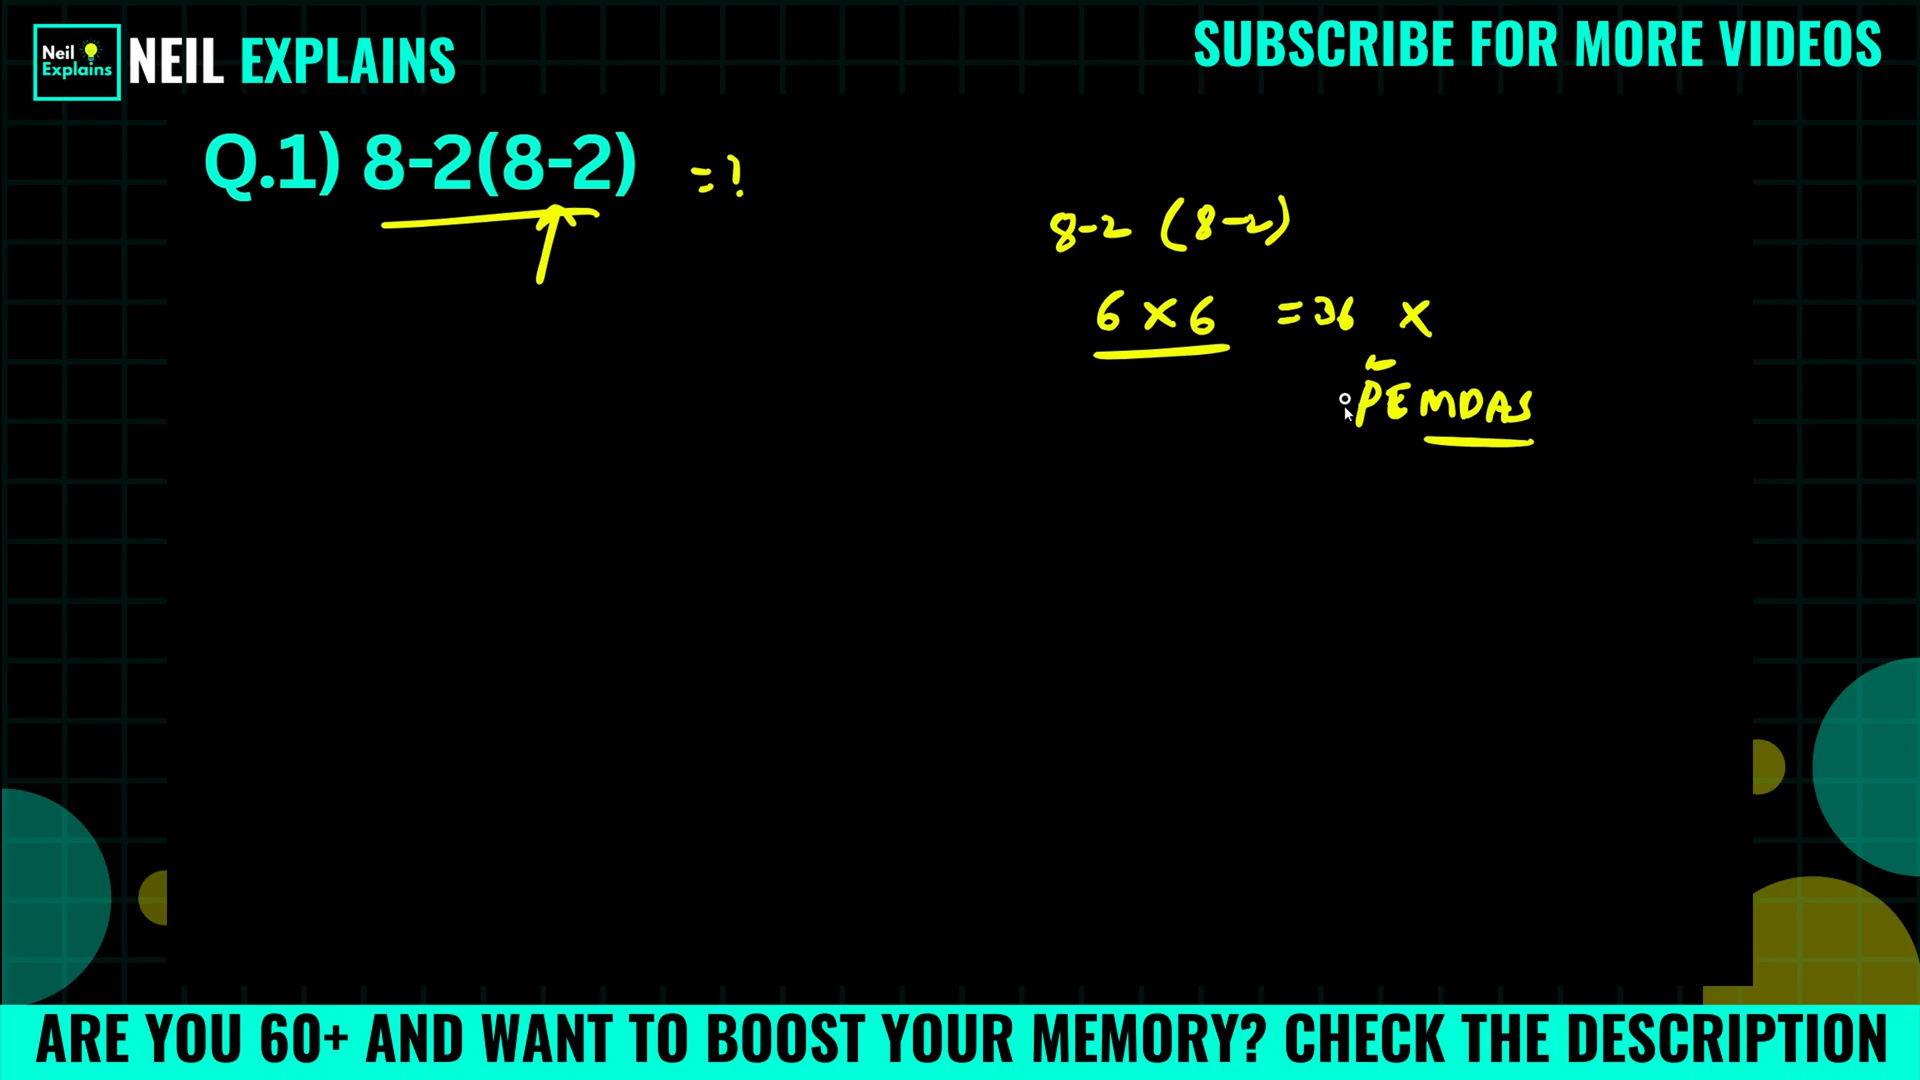 Neil
Explains
NEIL EXPLAINS
SUBSCRIBE FOR MORE VIDEOS
Q.1) 8-2(8-2) =?
8-2 (8-2)
6 × 6 = 36 ×
PEMDAS
ARE YOU 60+ AND WANT TO BOOST YOUR MEMORY? CHECK THE DESCRIPTION